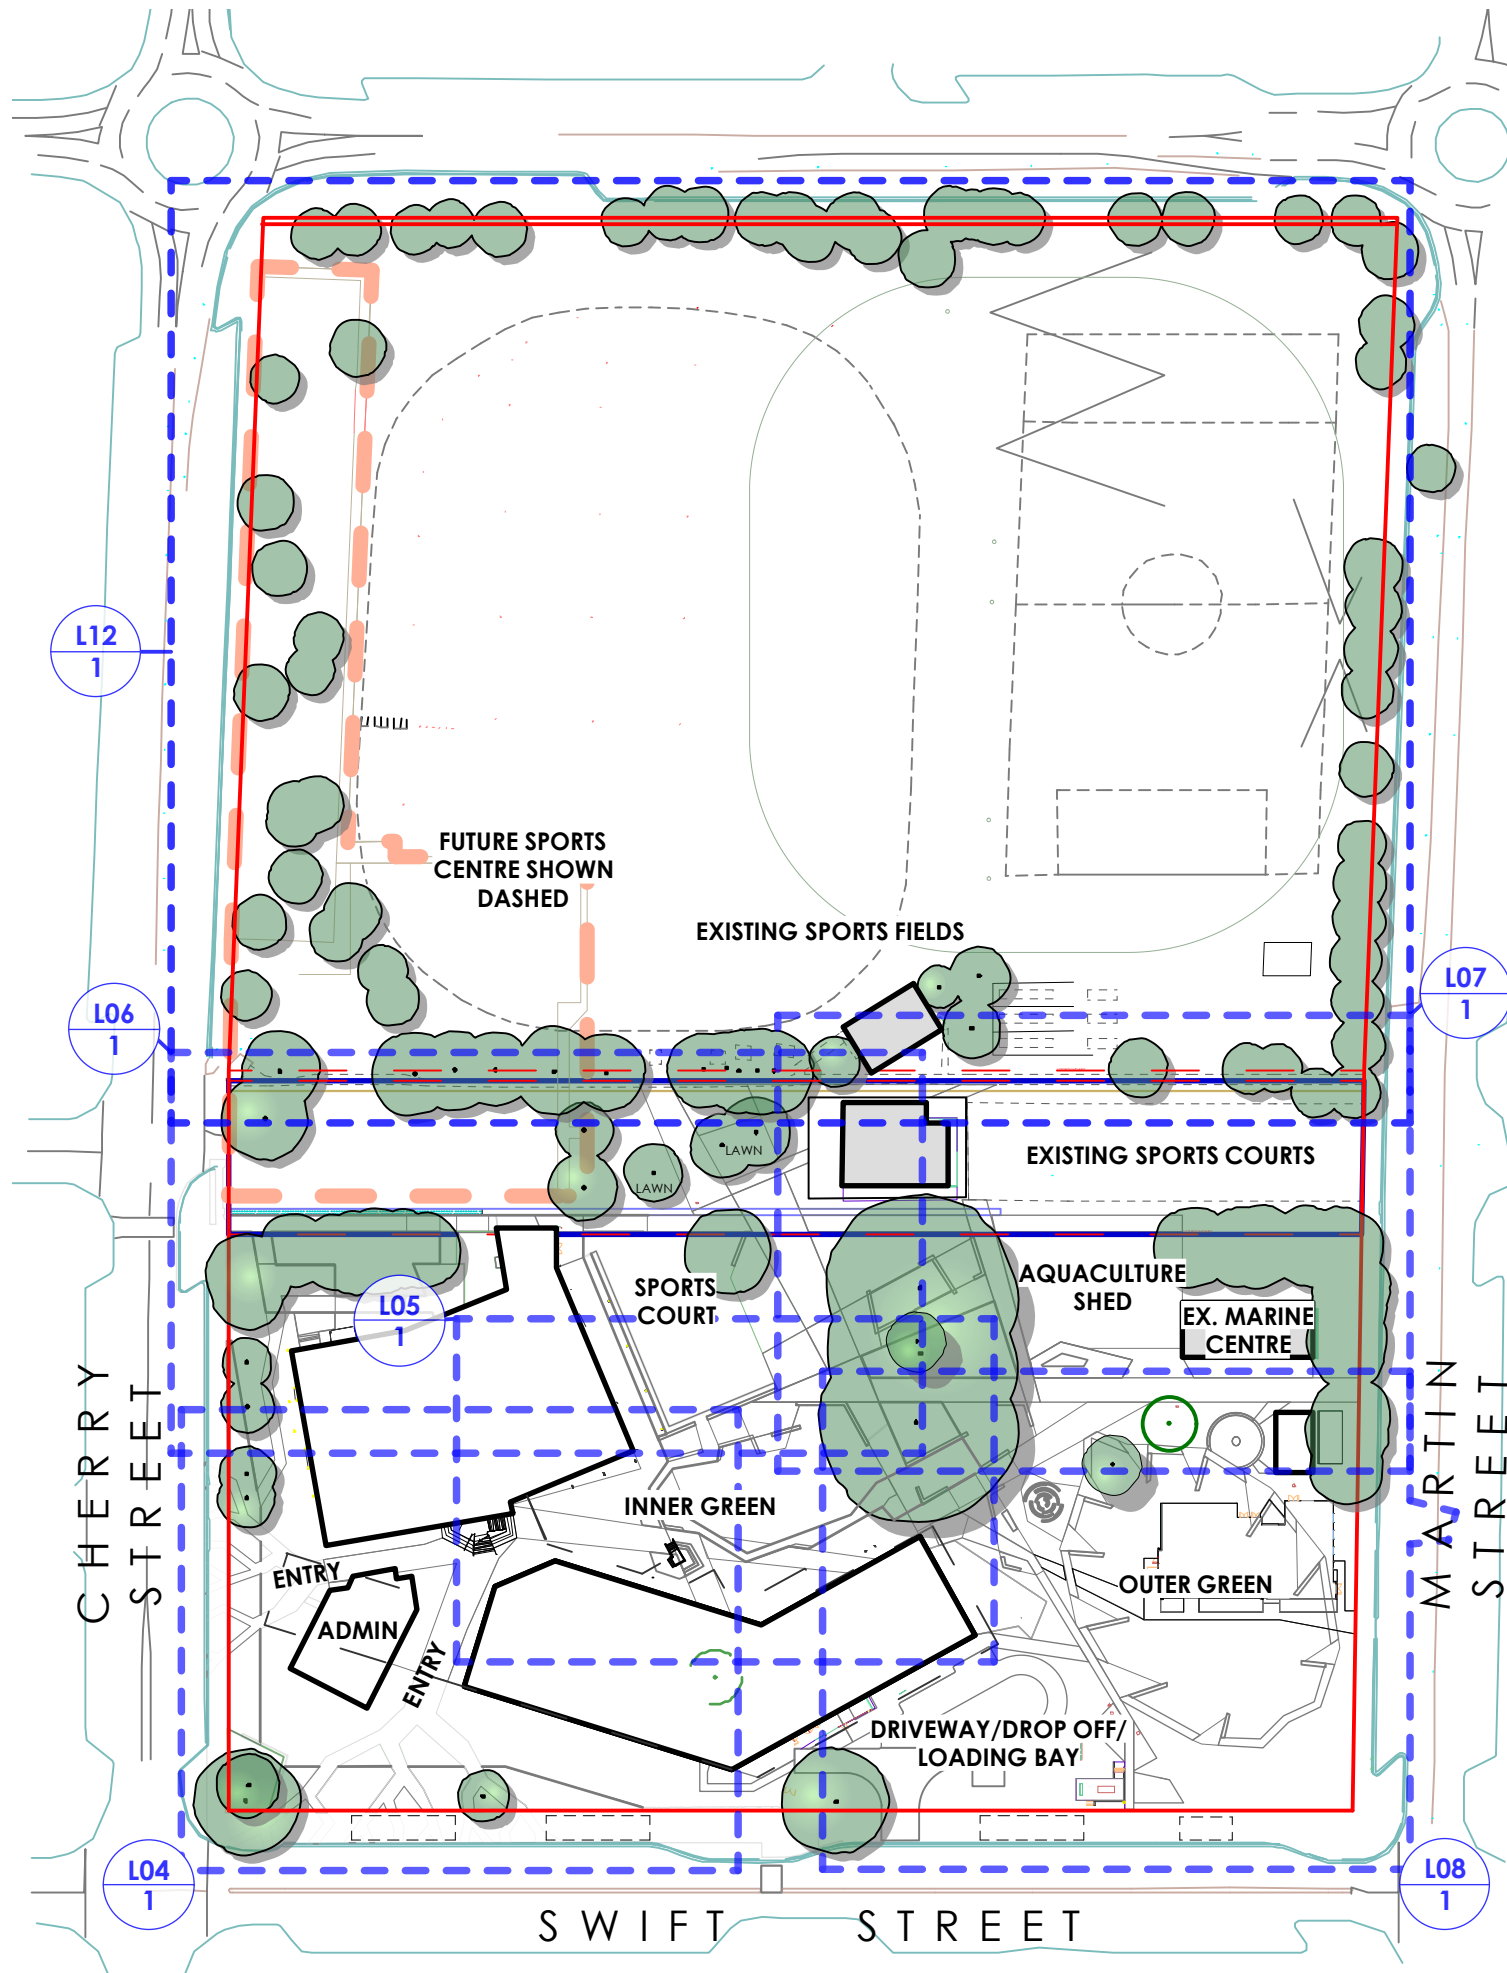 L12
1
FUTURE SPORTS
CENTRE SHOWN
DASHED
EXISTING SPORTS FIELDS
L06
1
L07
1
LAWN
LAWN
EXISTING SPORTS COURTS
SPORTS
COURT
AQUACULTURE
SHED
EX. MARINE
CENTRE
L05
1
CHERRY
STREET
MARTIN
STREET
INNER GREEN
ENTRY
ADMIN
ENTRY
OUTER GREEN
DRIVEWAY/DROP OFF/
LOADING BAY
L04
1
L08
1
SWIFT STREET